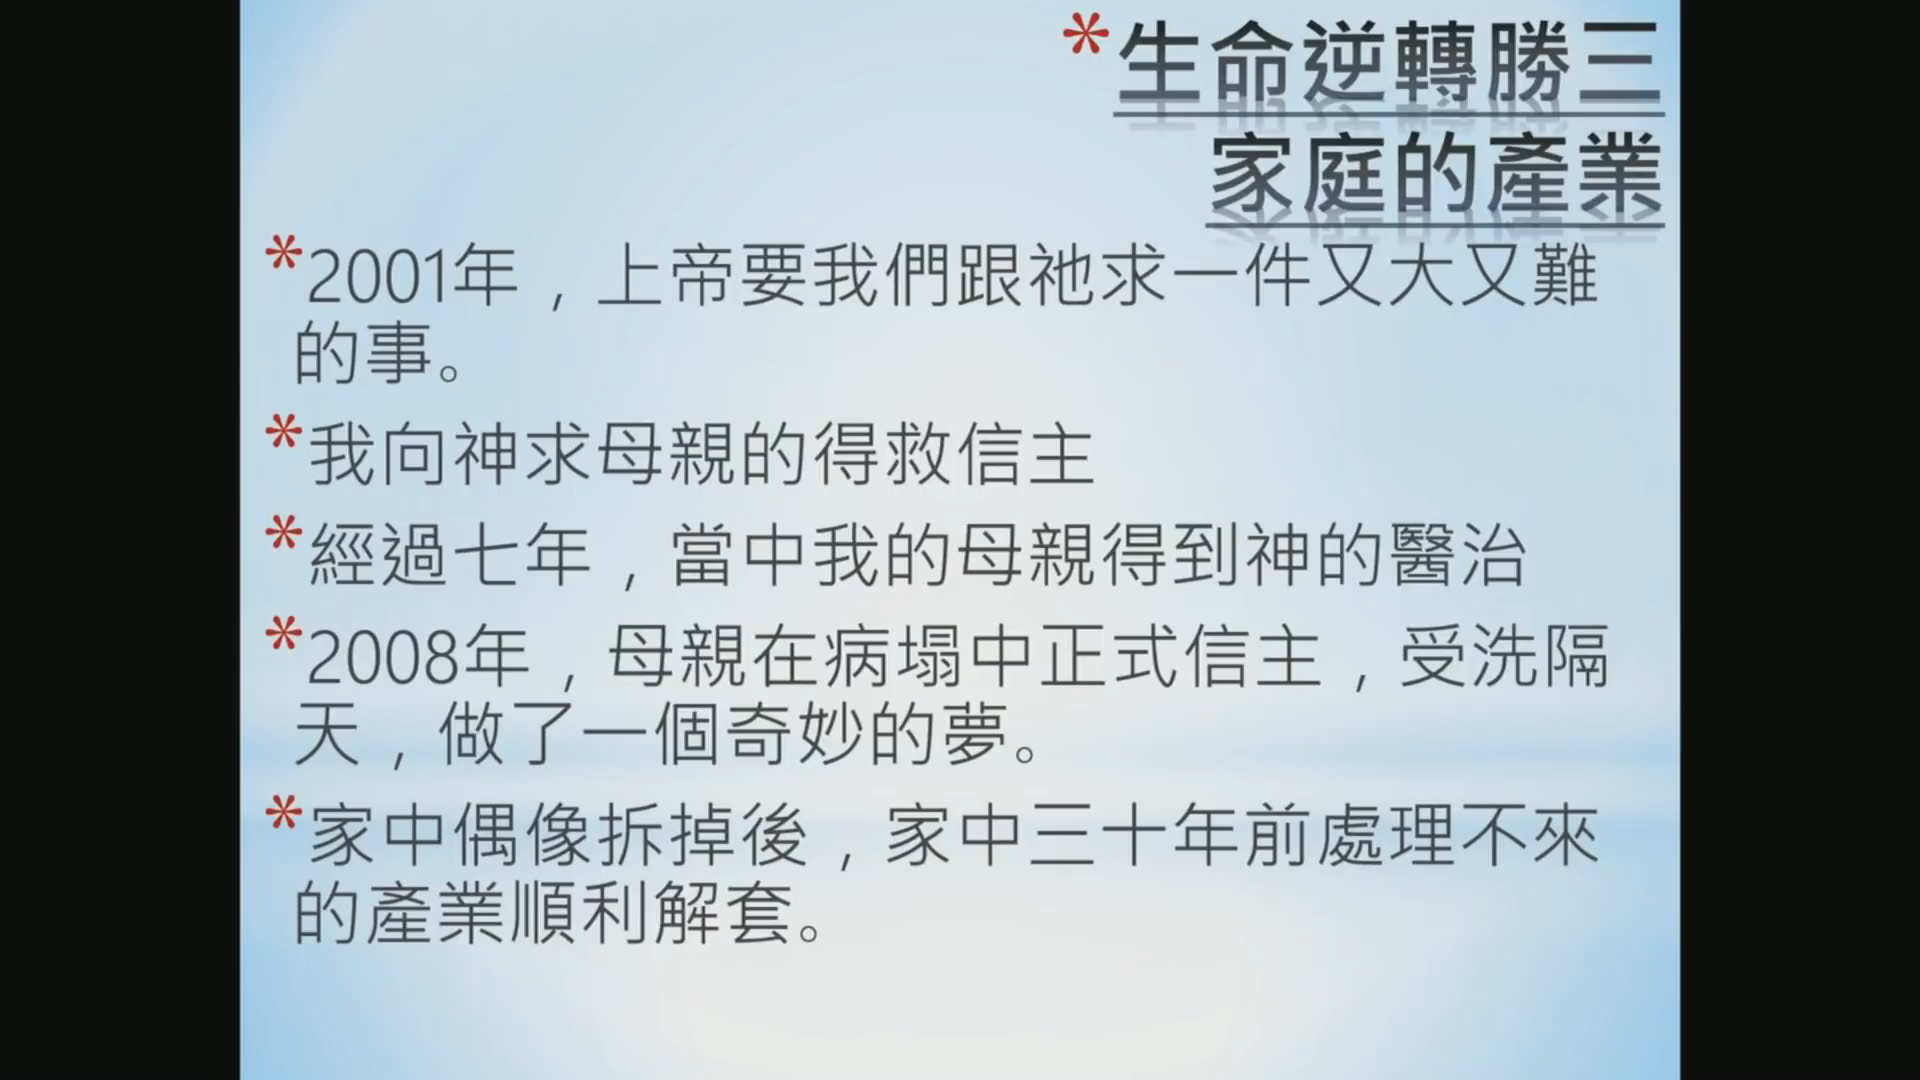 *生命逆轉勝三
家庭的產業
*2001年，上帝要我們跟祂求一件又大又難
的事。
*我向神求母親的得救信主
*經過七年，當中我的母親得到神的醫治
*2008年，母親在病塌中正式信主，受洗隔
天，做了一個奇妙的夢。
*家中偶像拆掉後，家中三十年前處理不來
的產業順利解套。